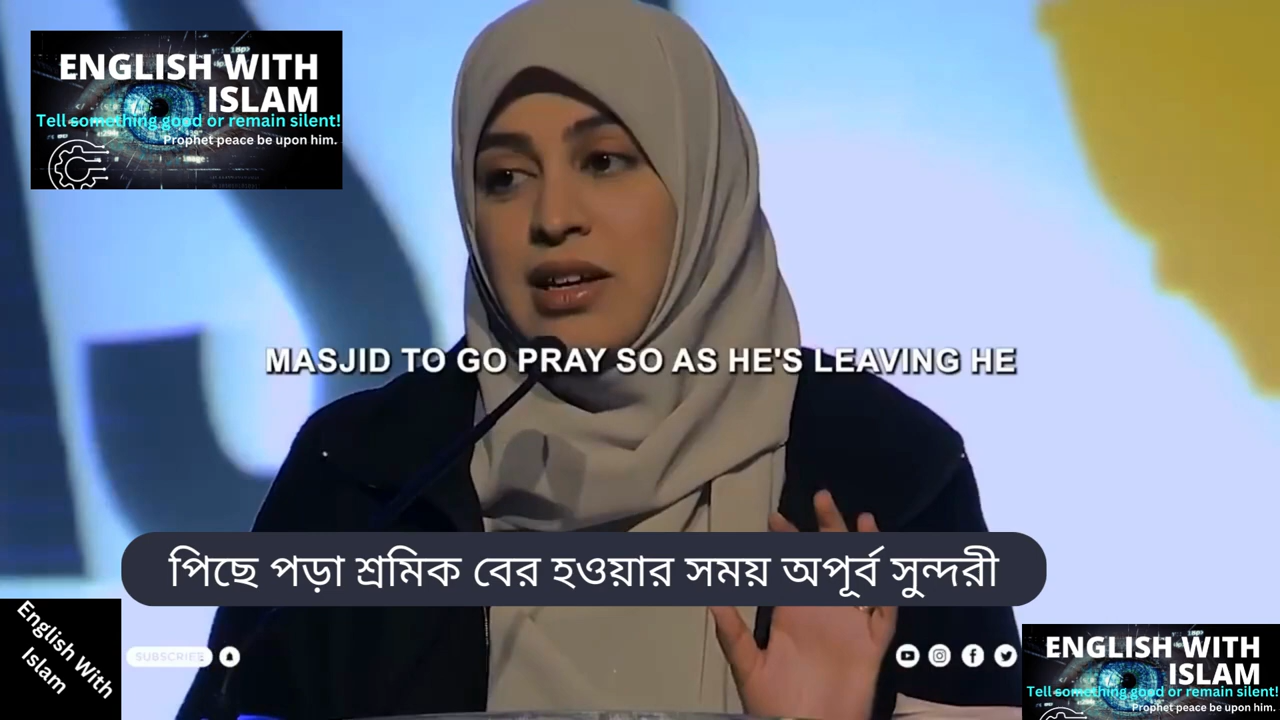 ENGLISH WITH
ISLAM
Tell something good or remain silent!
Prophet peace be upon him.
MASJID TO GO PRAY SO AS HE'S LEAVING HE
পিছে পড়া শ্রমিক বের হওয়ার সময় অপূর্ব সুন্দরী
English With
Islam
SUBSCRIBE
ENGLISH WITH
ISLAM
Tell something good or remain silent!
Prophet peace be upon him.